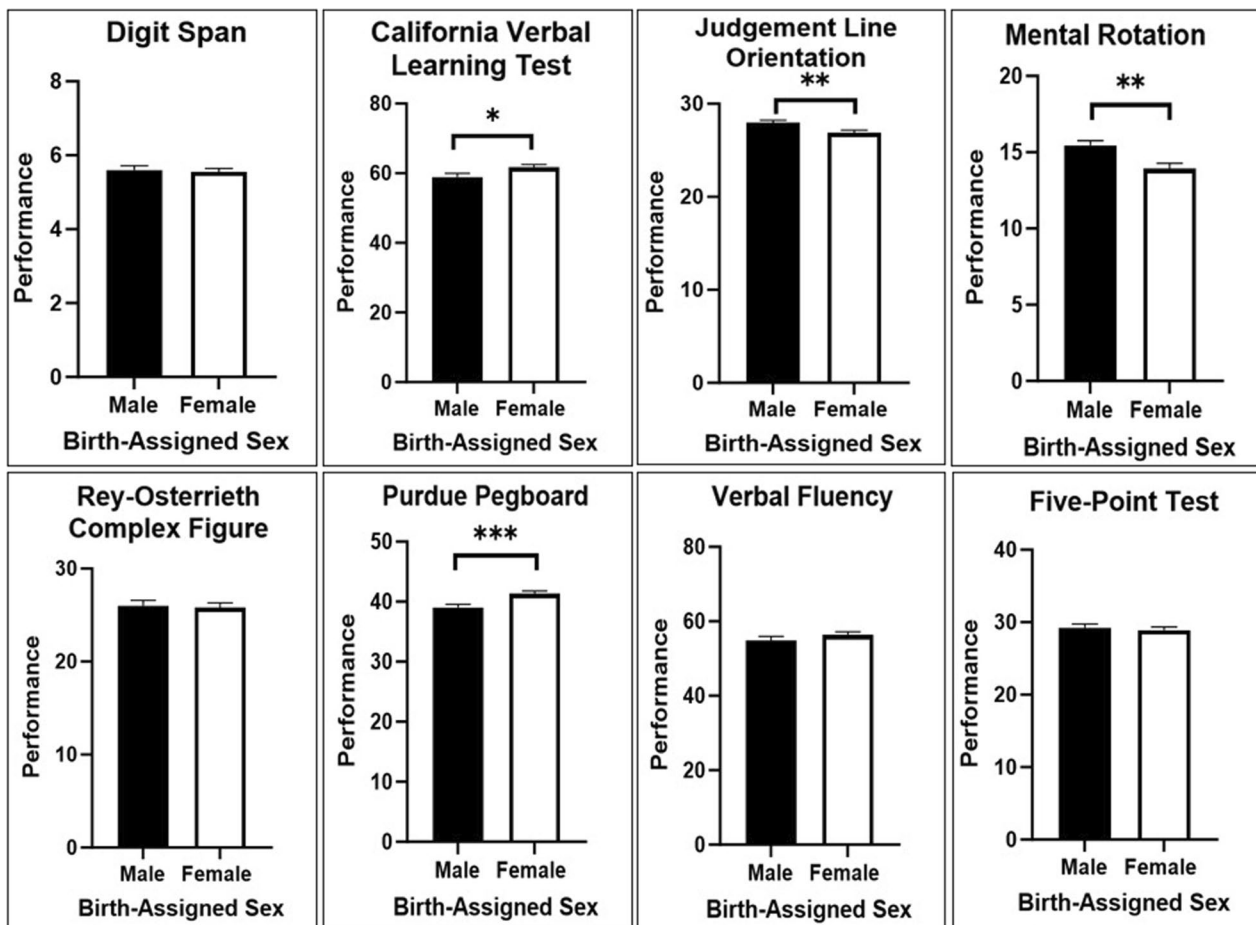 Digit Span
8
6
4
2
0
Performance
Male Female
Birth-Assigned Sex
California Verbal
Learning Test
80
60
40
20
0
Performance
*
Male Female
Birth-Assigned Sex
Judgement Line
Orientation
30
20
10
0
Performance
**
Male Female
Birth-Assigned Sex
Mental Rotation
20
15
10
5
0
Performance
**
Male Female
Birth-Assigned Sex
Rey-Osterrieth
Complex Figure
30
20
10
0
Performance
Male Female
Birth-Assigned Sex
Purdue Pegboard
50
40
30
20
10
0
Performance
***
Male Female
Birth-Assigned Sex
Verbal Fluency
80
60
40
20
0
Performance
Male Female
Birth-Assigned Sex
Five-Point Test
40
30
20
10
0
Performance
Male Female
Birth-Assigned Sex